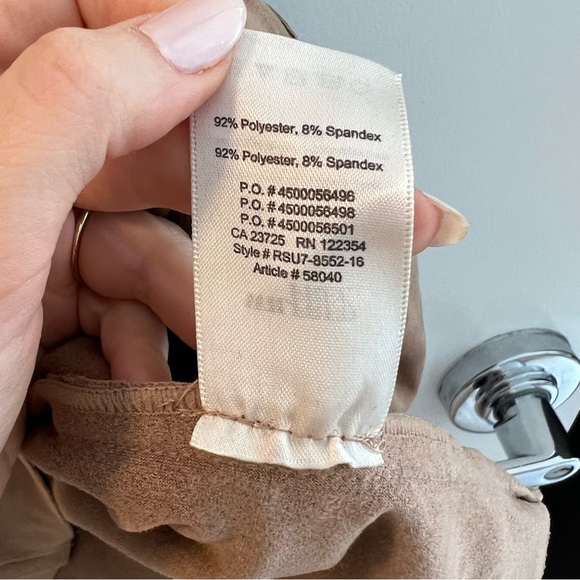 92% Polyester, 8% Spandex
92% Polyester, 8% Spandex
P.O. # 4500056496
P.O. # 4500056498
P.O. # 4500056501
CA 23725 RN 122354
Style # RSU7-8552-16
Article # 58040